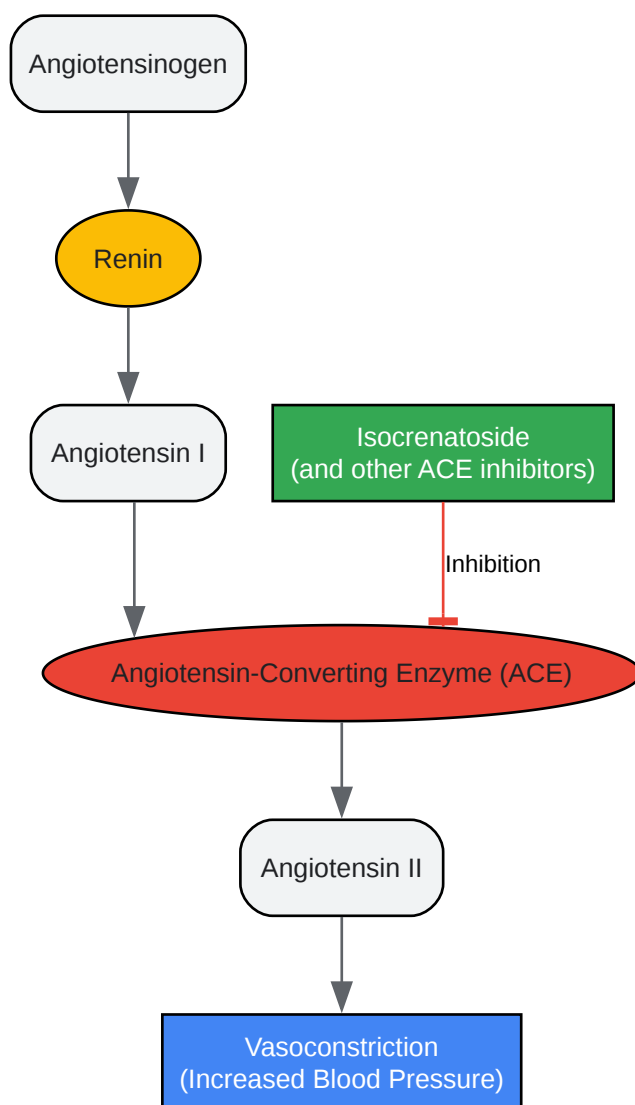 Angiotensinogen
Renin
Angiotensin I
Isocrenatoside
(and other ACE inhibitors)
Inhibition
Angiotensin-Converting Enzyme (ACE)
Angiotensin II
Vasoconstriction
(Increased Blood Pressure)